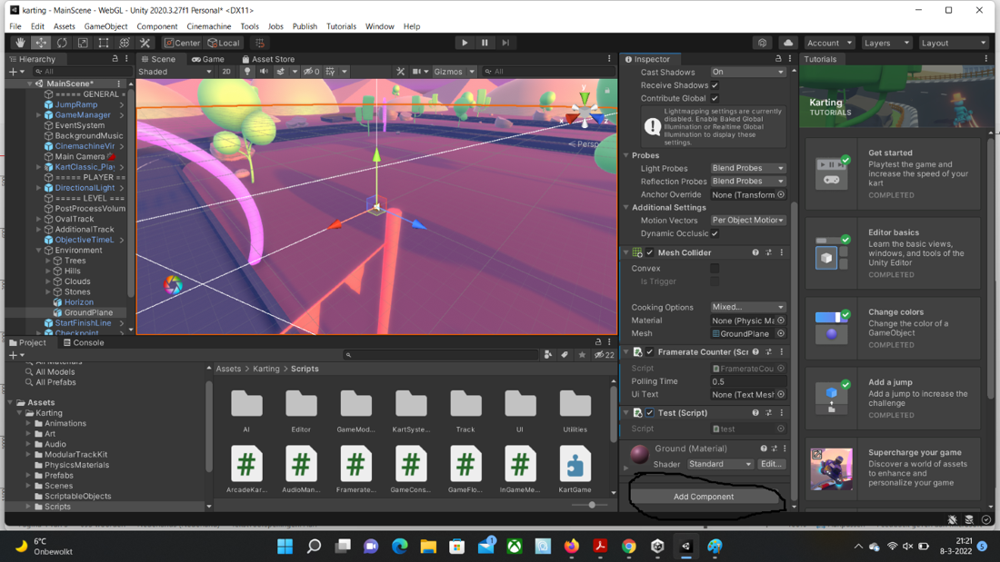 karting - MainScene - WebGL - Unity 2020.3.27f1 Personal* <DX11>
File Edit Assets GameObject Component Cinemachine Tools Jobs Publish Tutorials Window Help
Center Local Account Layers Layout
Hierarchy
All
MainScene*
===== GENERAL =
JumpRamp
GameManager
EventSystem
BackgroundMusic
CinemachineVir
Main Camera
KartClassic_Play
===== PLAYER ==
DirectionalLight
===== LEVEL ===
PostProcessVolum
OvalTrack
AdditionalTrack
ObjectiveTimeL
Environment
Trees
Hills
Clouds
Stones
Horizon
GroundPlane
StartFinishLine
Checkpoint
Scene Game Asset Store
Shaded 2D 0 Gizmos All
y
x
z
< Persp
Inspector
Cast Shadows On
Receive Shadows
Contribute Global
Lightmapping settings are currently
disabled. Enable Baked Global
Illumination or Realtime Global
Illumination to display these
settings.
Probes
Light Probes Blend Probes
Reflection Probes Blend Probes
Anchor Override None (Transform
Additional Settings
Motion Vectors Per Object Motion
Dynamic Occlusic
Mesh Collider
Convex
Is Trigger
Cooking Options Mixed...
Material None (Physic Ma
Mesh GroundPlane
Framerate Counter (Scr
Script FramerateCou
Polling Time 0.5
Ui Text None (Text Mesh
Test (Script)
Script test
Ground (Material)
Shader Standard Edit...
Add Component
Tutorials
Karting
TUTORIALS
Get started
Playtest the game and
increase the speed of your
kart
COMPLETED
Editor basics
Learn the basic views,
windows, and tools of the
Unity Editor
COMPLETED
Change colors
Change the color of a
GameObject
COMPLETED
Add a jump
Add a jump to increase the
challenge
COMPLETED
Supercharge your game
Discover a world of assets
to enhance and
personalize your game
Project Console
22
All Materials
All Models
All Prefabs
Assets
Karting
Animations
Art
Audio
ModularTrackKit
PhysicsMaterials
Prefabs
Scenes
ScriptableObjects
Scripts
Assets > Karting > Scripts
AI Editor GameMod... KartSyste... Track UI Utilities
ArcadeKar... AudioMan... Framerate... GameCons... GameFlo... InGameMe... KartGame
6°C
Onbewolkt
21:21
8-3-2022
5